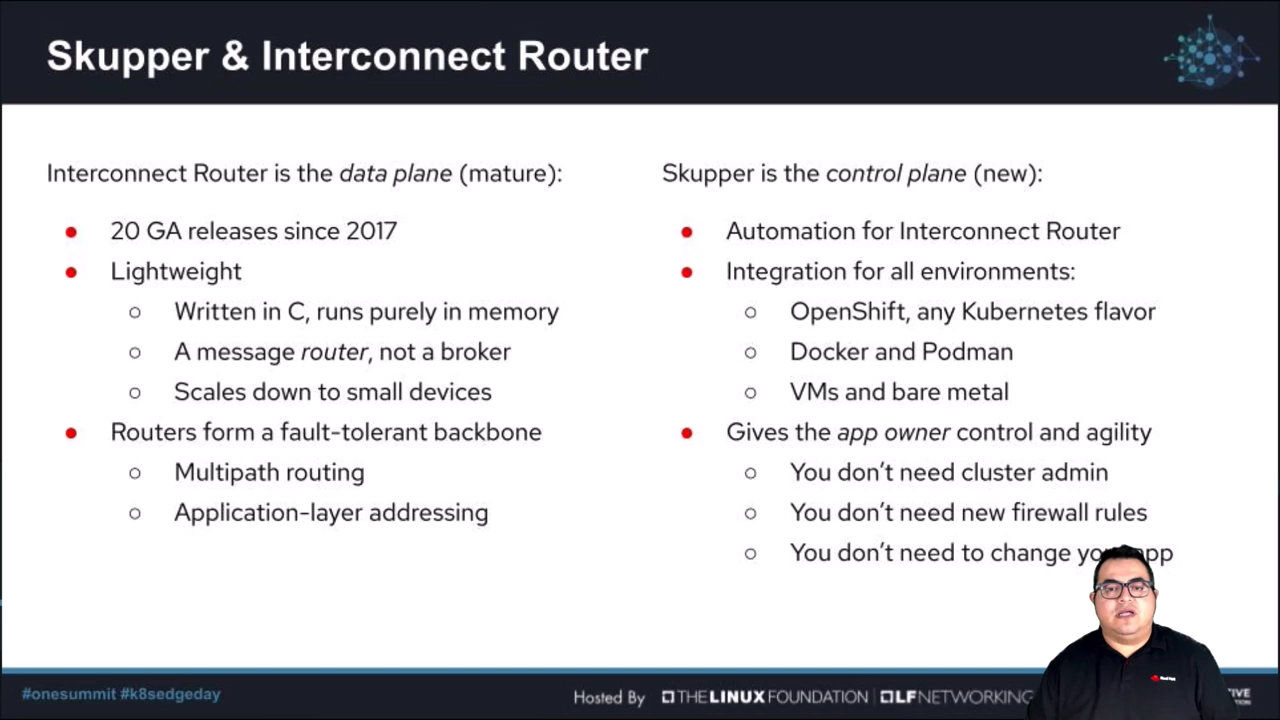 Skupper & Interconnect Router
Interconnect Router is the data plane (mature):
● 20 GA releases since 2017
● Lightweight
○ Written in C, runs purely in memory
○ A message router, not a broker
○ Scales down to small devices
● Routers form a fault-tolerant backbone
○ Multipath routing
○ Application-layer addressing
Skupper is the control plane (new):
● Automation for Interconnect Router
● Integration for all environments:
○ OpenShift, any Kubernetes flavor
○ Docker and Podman
○ VMs and bare metal
● Gives the app owner control and agility
○ You don't need cluster admin
○ You don't need new firewall rules
○ You don't need to change app
#onesummit #k8sedgeday
Hosted By THE LINUX FOUNDATION LF NETWORKING
Red Hat